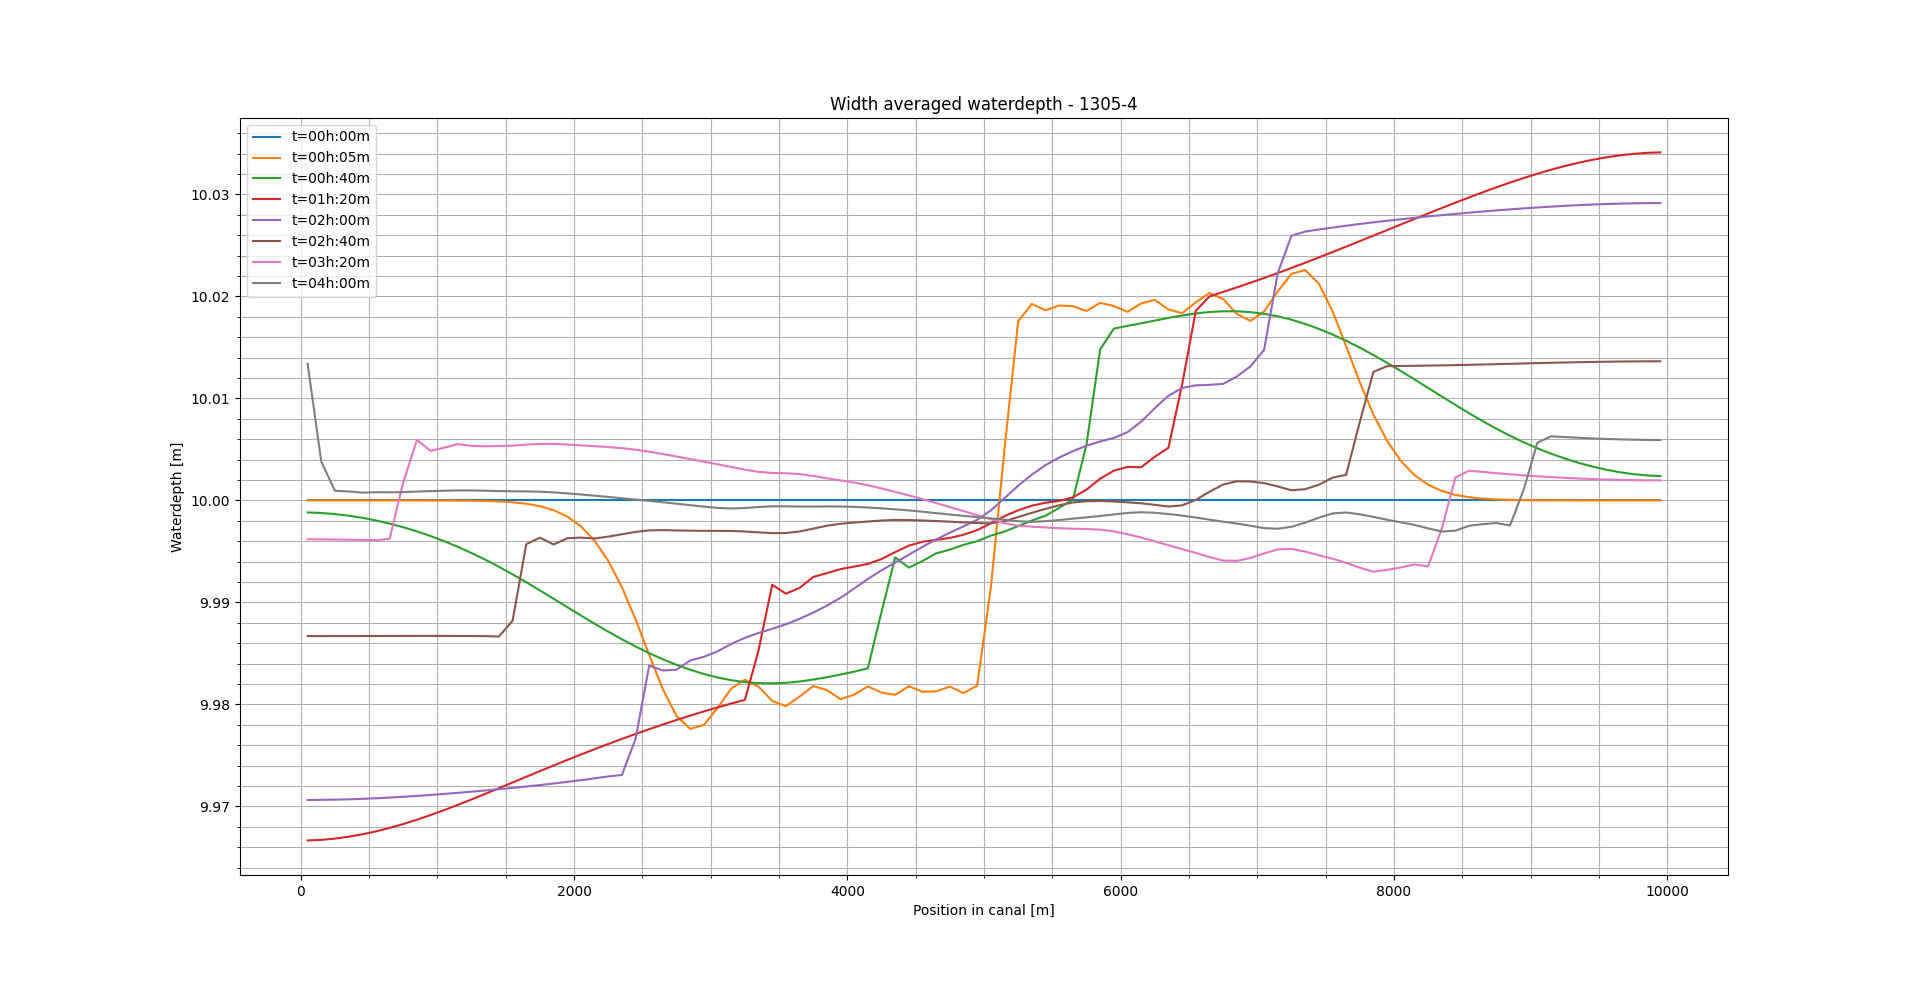 Width averaged waterdepth - 1305-4
t=00h:00m
t=00h:05m
t=00h:40m
t=01h:20m
t=02h:00m
t=02h:40m
t=03h:20m
t=04h:00m
10.03
10.02
10.01
10.00
9.99
9.98
9.97
Waterdepth [m]
0 2000 4000 6000 8000 10000
Position in canal [m]